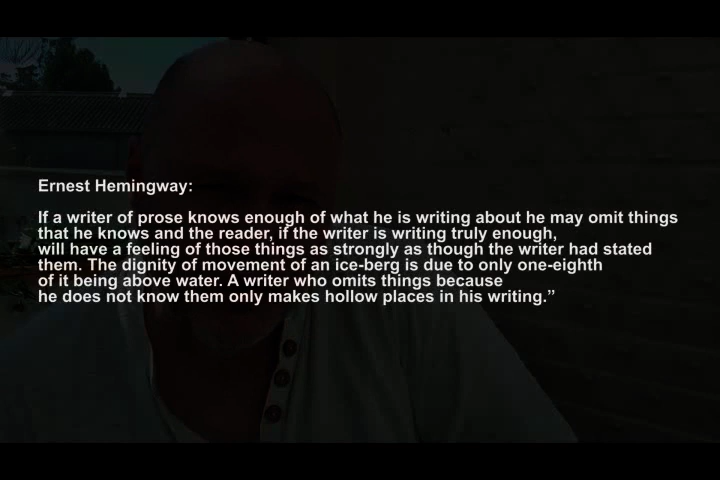 Ernest Hemingway:
If a writer of prose knows enough of what he is writing about he may omit things
that he knows and the reader, if the writer is writing truly enough,
will have a feeling of those things as strongly as though the writer had stated
them. The dignity of movement of an ice-berg is due to only one-eighth
of it being above water. A writer who omits things because
he does not know them only makes hollow places in his writing.”